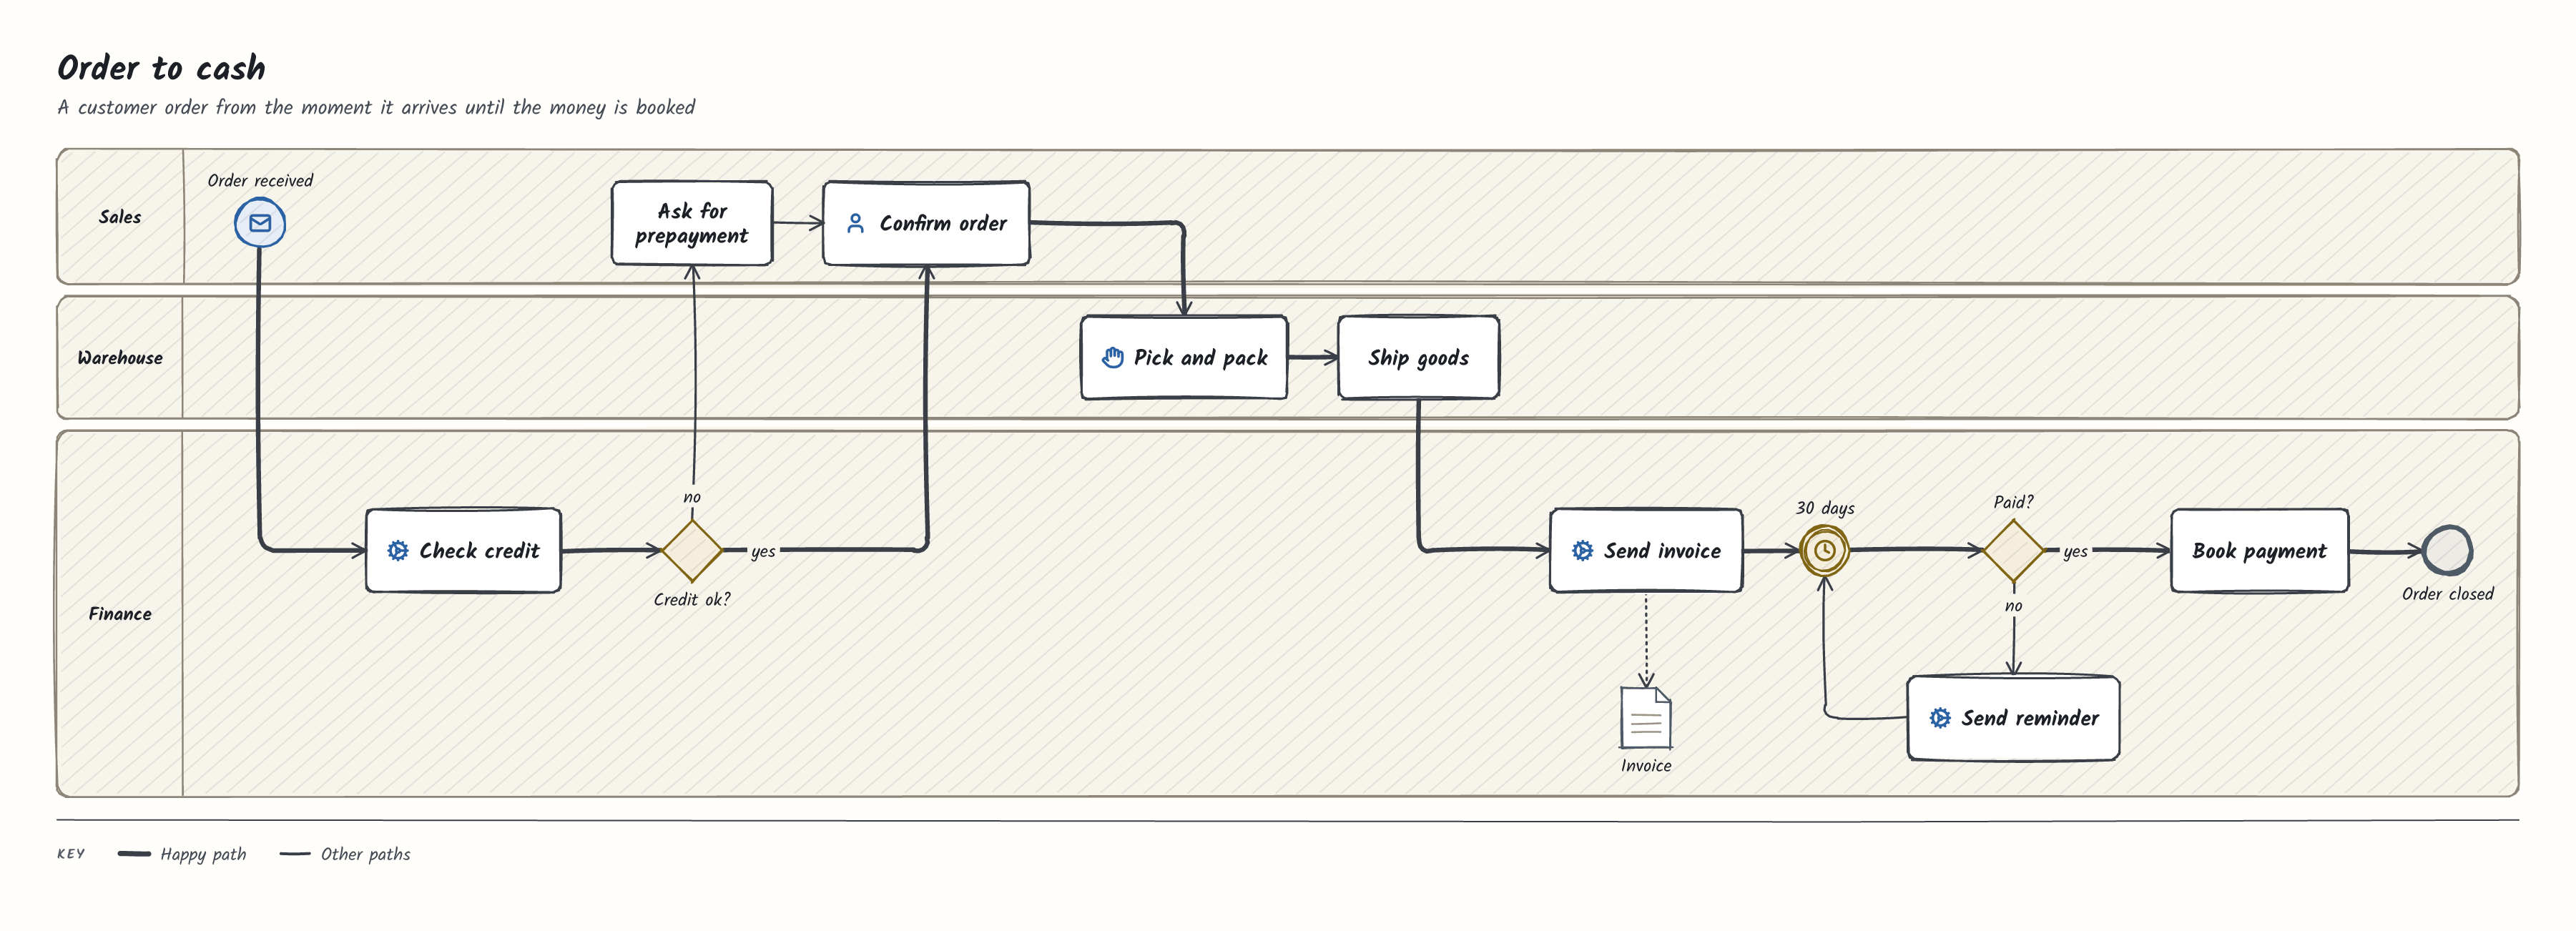 Order to cash
A customer order from the moment it arrives until the money is booked
Sales
Order received
Ask for
prepayment
Confirm order
Warehouse
Pick and pack
Ship goods
Finance
Check credit
no
yes
Credit ok?
Send invoice
30 days
Paid?
yes
no
Book payment
Order closed
Send reminder
Invoice
KEY
Happy path
Other paths